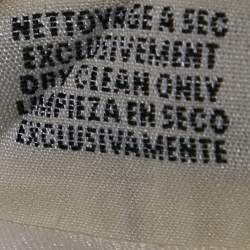 NETTOYAGE A SEC
EXCLUSIVEMENT
DRY CLEAN ONLY
LIMPIEZA EN SECO
EXCLUSIVAMENTE